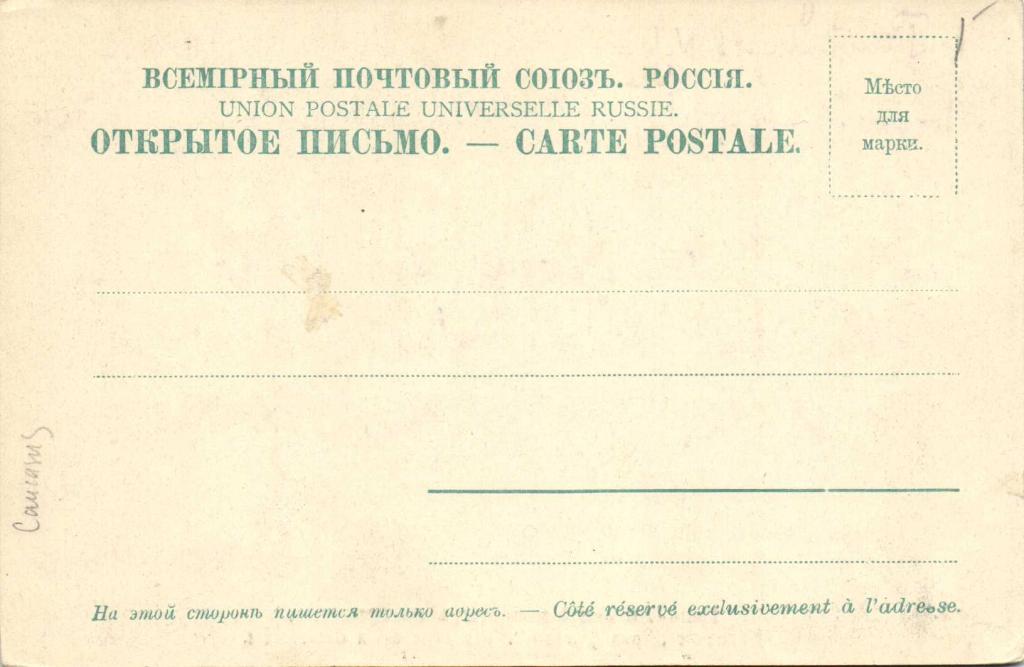 ВСЕМІРНЫЙ ПОЧТОВЫЙ СОЮЗЪ. РОССІЯ.
UNION POSTALE UNIVERSELLE RUSSIE.
ОТКРЫТОЕ ПИСЬМО. — CARTE POSTALE.
Мѣсто
для
марки.
На этой сторонѣ пишется только адресъ. — Côté réservé exclusivement à l'adresse.